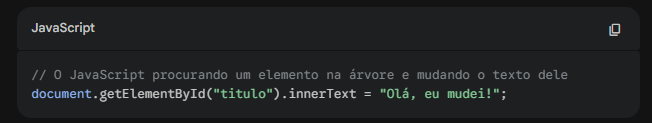 JavaScript
// O JavaScript procurando um elemento na árvore e mudando o texto dele
document.getElementById("titulo").innerText = "Olá, eu mudei!";